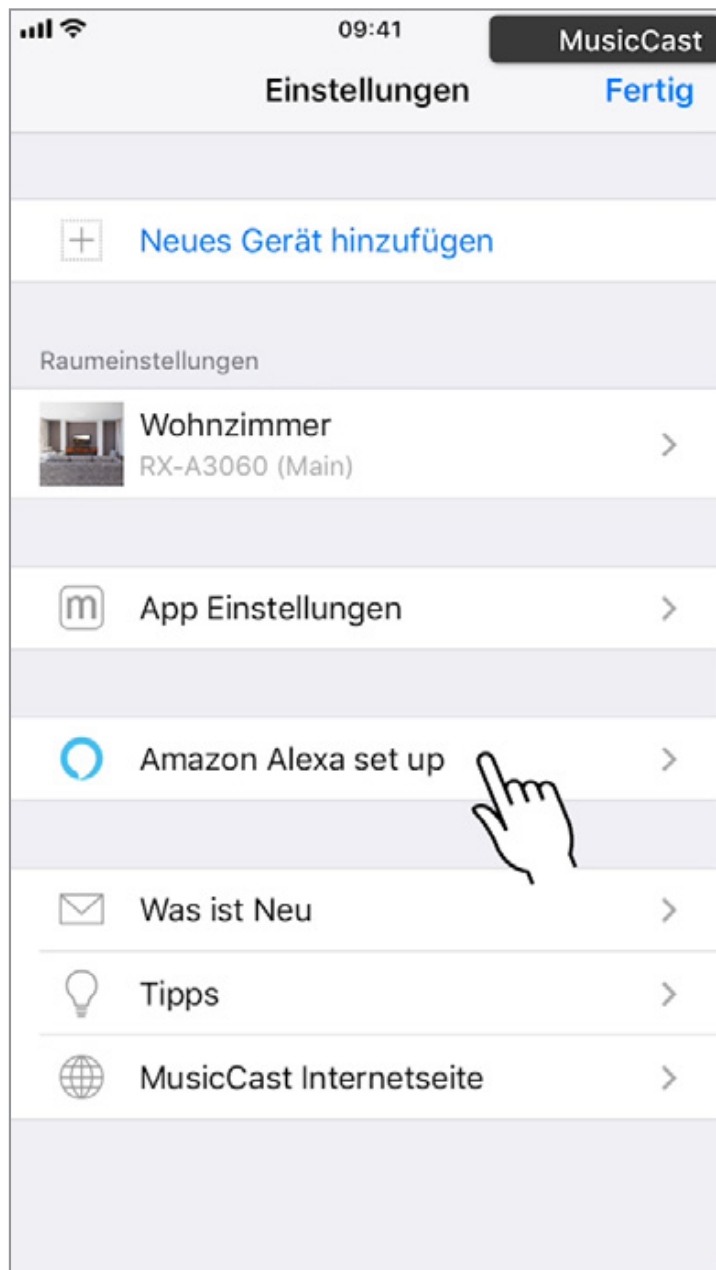 09:41
MusicCast
Einstellungen
Fertig
Neues Gerät hinzufügen
Raumeinstellungen
Wohnzimmer
RX-A3060 (Main)
App Einstellungen
Amazon Alexa set up
Was ist Neu
Tipps
MusicCast Internetseite